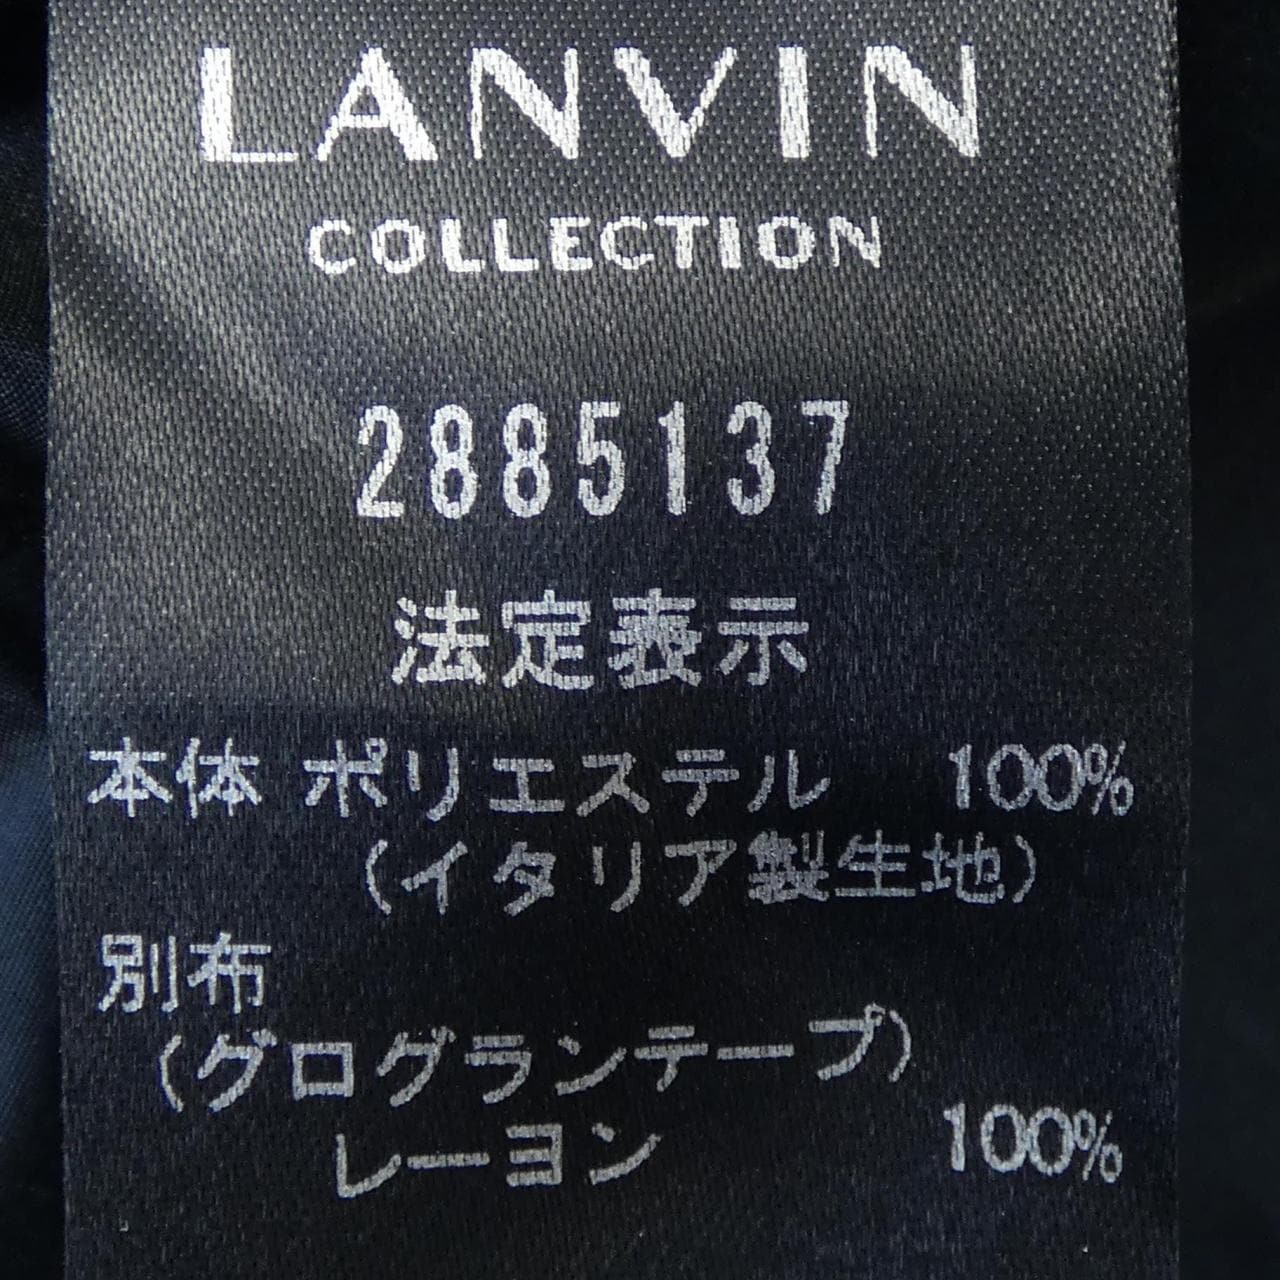 LANVIN
COLLECTION
2885137
法定表示
本体 ポリエステル 100%
(イタリア製生地)
別布
(グログランテープ)
レーヨン 100%